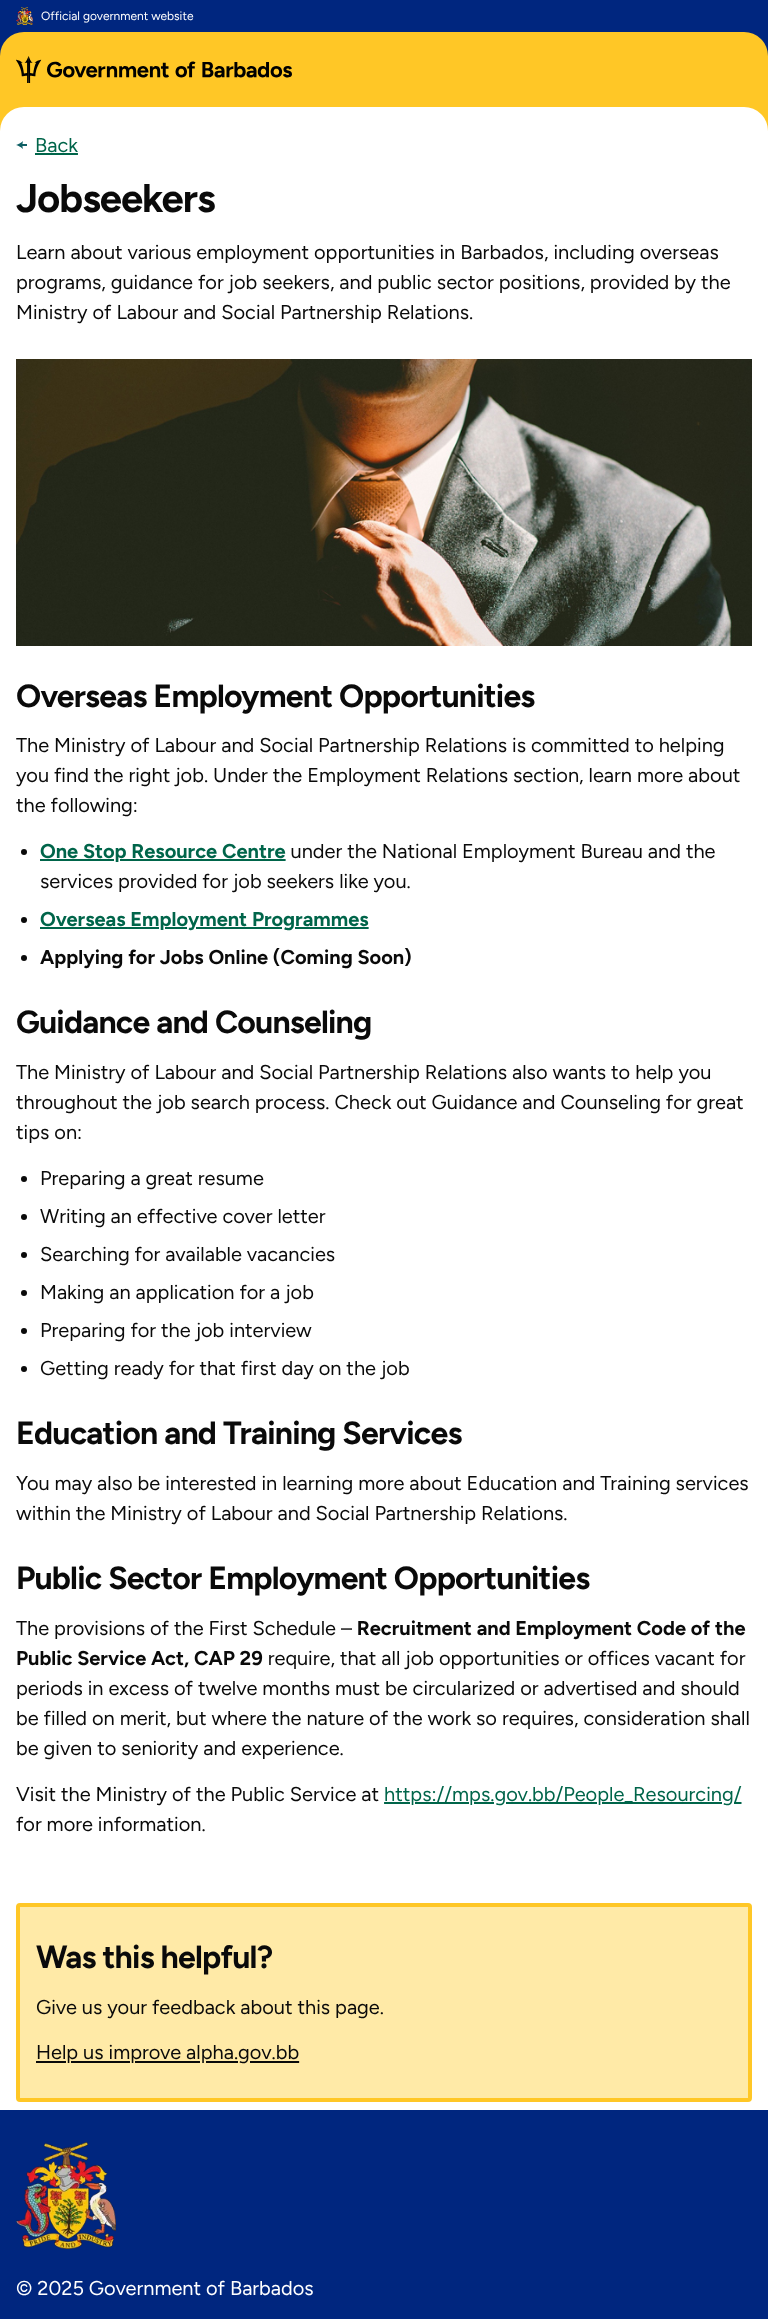 Official government website
Government of Barbados
Back
Jobseekers
Learn about various employment opportunities in Barbados, including overseas
programs, guidance for job seekers, and public sector positions, provided by the
Ministry of Labour and Social Partnership Relations.
Overseas Employment Opportunities
The Ministry of Labour and Social Partnership Relations is committed to helping
you find the right job. Under the Employment Relations section, learn more about
the following:
One Stop Resource Centre under the National Employment Bureau and the
services provided for job seekers like you.
Overseas Employment Programmes
Applying for Jobs Online (Coming Soon)
Guidance and Counseling
The Ministry of Labour and Social Partnership Relations also wants to help you
throughout the job search process. Check out Guidance and Counseling for great
tips on:
Preparing a great resume
Writing an effective cover letter
Searching for available vacancies
Making an application for a job
Preparing for the job interview
Getting ready for that first day on the job
Education and Training Services
You may also be interested in learning more about Education and Training services
within the Ministry of Labour and Social Partnership Relations.
Public Sector Employment Opportunities
The provisions of the First Schedule – Recruitment and Employment Code of the
Public Service Act, CAP 29 require, that all job opportunities or offices vacant for
periods in excess of twelve months must be circularized or advertised and should
be filled on merit, but where the nature of the work so requires, consideration shall
be given to seniority and experience.
Visit the Ministry of the Public Service at https://mps.gov.bb/People_Resourcing/
for more information.
Was this helpful?
Give us your feedback about this page.
Help us improve alpha.gov.bb
PRIDE AND INDUSTRY
© 2025 Government of Barbados